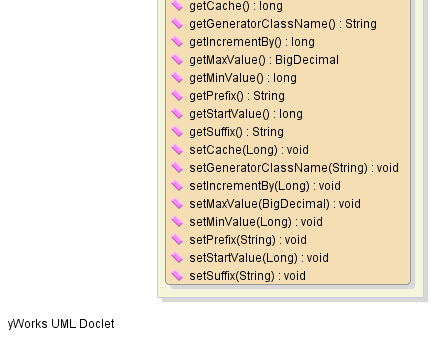 getCache() : long
getGeneratorClassName() : String
getIncrementBy() : long
getMaxValue() : BigDecimal
getMinValue() : long
getPrefix() : String
getStartValue() : long
getSuffix() : String
setCache(Long) : void
setGeneratorClassName(String) : void
setIncrementBy(Long) : void
setMaxValue(BigDecimal) : void
setMinValue(Long) : void
setPrefix(String) : void
setStartValue(Long) : void
setSuffix(String) : void
yWorks UML Doclet